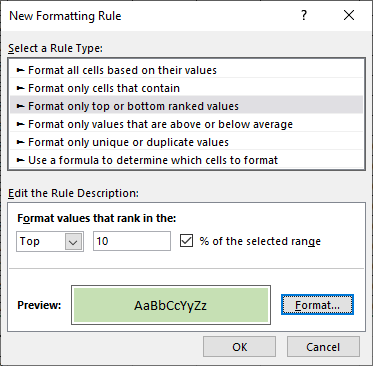 New Formatting Rule
?
Select a Rule Type:
► Format all cells based on their values
► Format only cells that contain
► Format only top or bottom ranked values
► Format only values that are above or below average
► Format only unique or duplicate values
► Use a formula to determine which cells to format
Edit the Rule Description:
Format values that rank in the:
Top 10 % of the selected range
Preview: AaBbCcYyZz Format...
OK Cancel